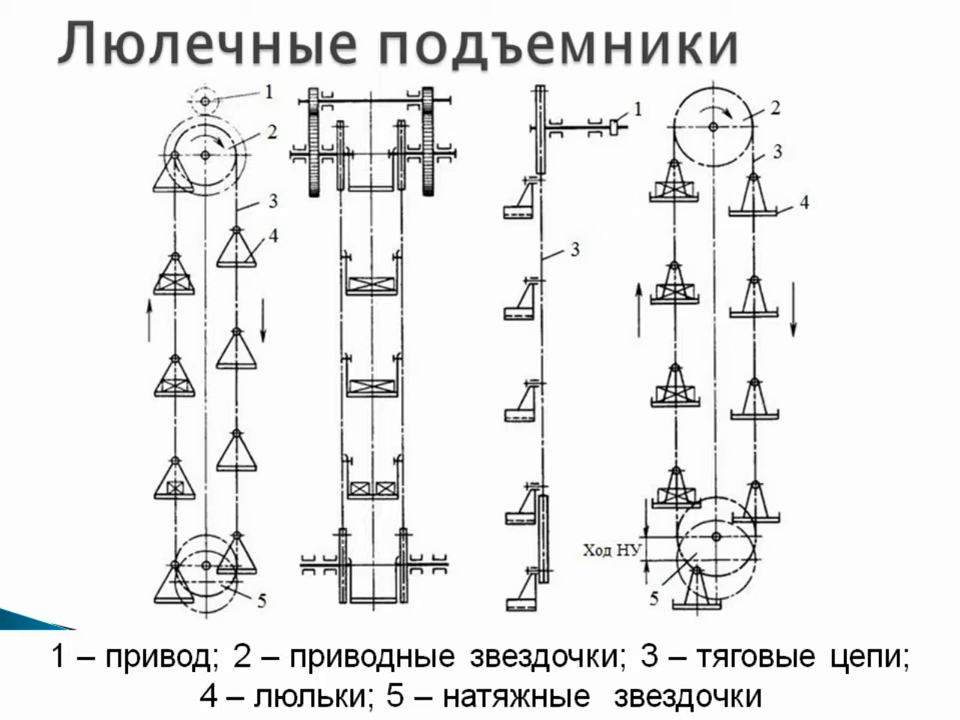 Люлечные подъемники
1
2
3
4
5
1
3
2
3
4
Ход НУ
5
1 – привод; 2 – приводные звездочки; 3 – тяговые цепи;
4 – люльки; 5 – натяжные звездочки